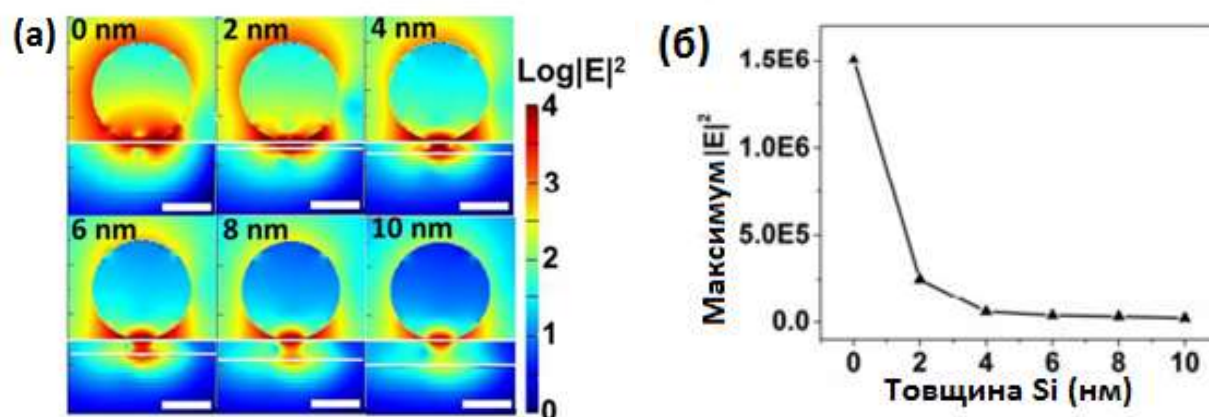 (а)
0 nm
2 nm
4 nm
6 nm
8 nm
10 nm
Log|E|²
4
3
2
1
0
(б)
Максимум |E|²
1.5E6
1.0E6
5.0E5
0.0
0 2 4 6 8 10
Товщина Si (нм)